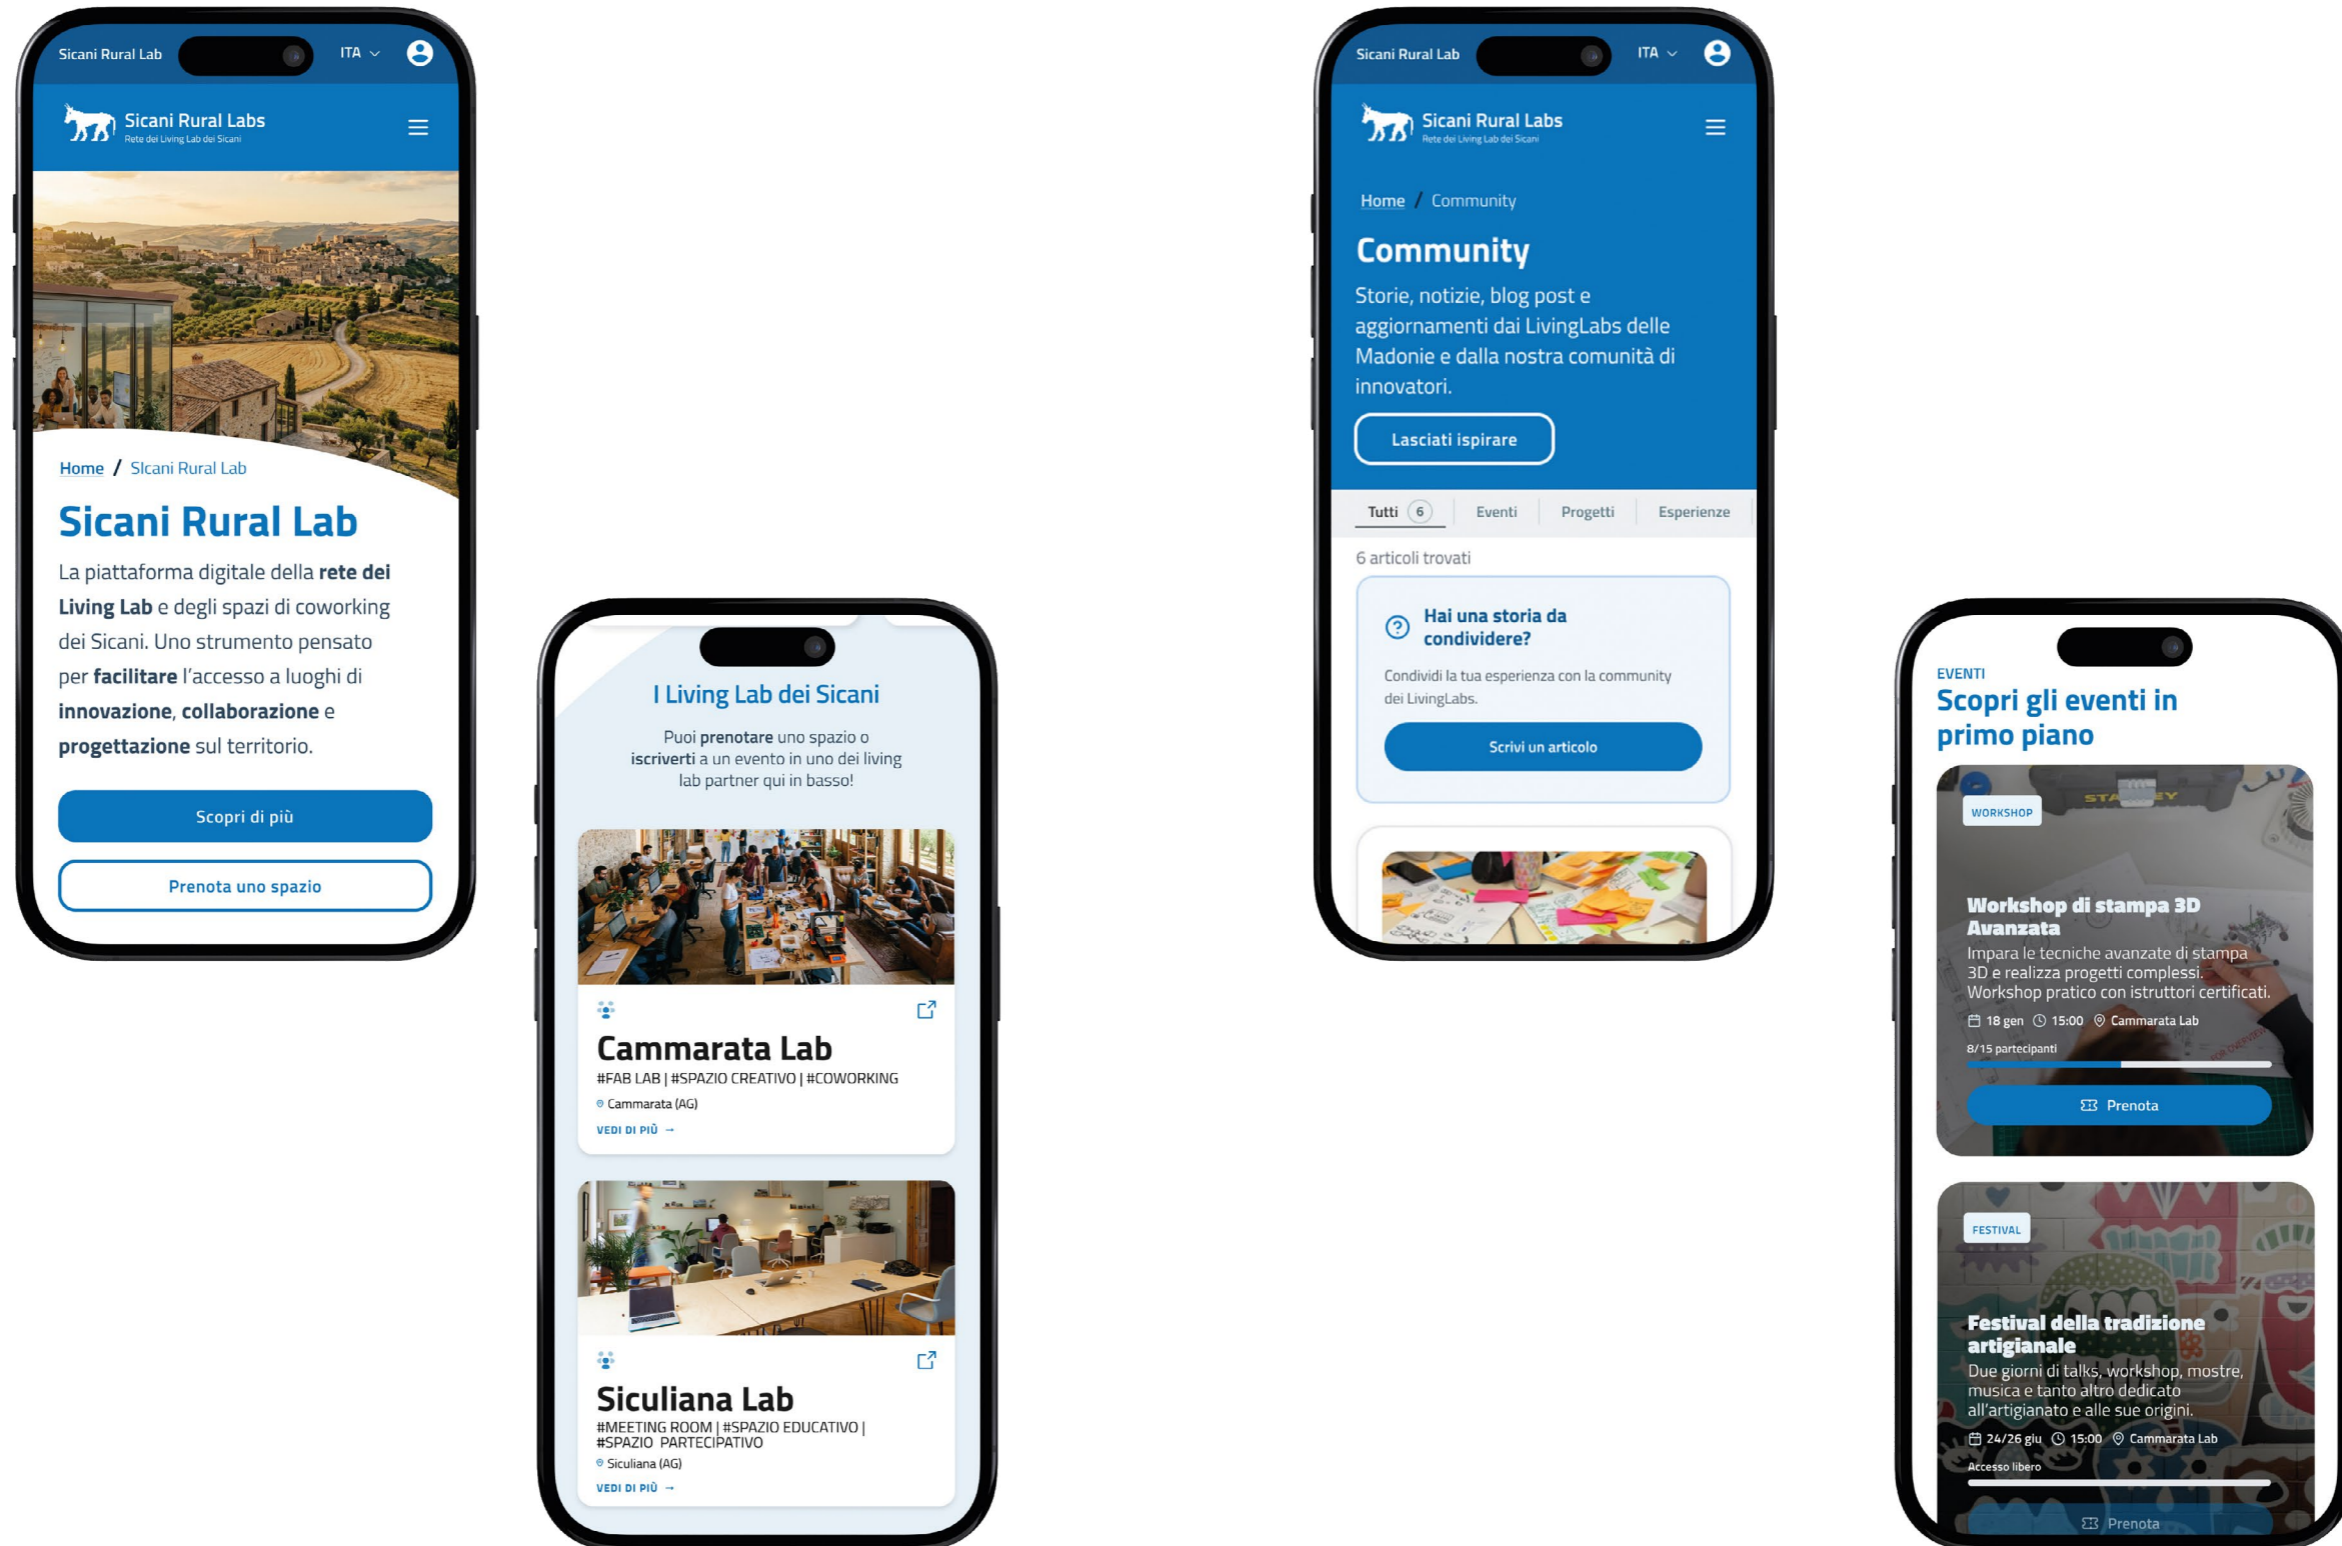 Sicani Rural Lab
ITA
Sicani Rural Labs
Rete dei Living Lab dei Sicani
Home / SIcani Rural Lab
Sicani Rural Lab
La piattaforma digitale della rete dei
Living Lab e degli spazi di coworking
dei Sicani. Uno strumento pensato
per facilitare l'accesso a luoghi di
innovazione, collaborazione e
progettazione sul territorio.
Scopri di più
Prenota uno spazio
I Living Lab dei Sicani
Puoi prenotare uno spazio o
iscriverti a un evento in uno dei living
lab partner qui in basso!
Cammarata Lab
#FAB LAB | #SPAZIO CREATIVO | #COWORKING
Cammarata (AG)
VEDI DI PIÙ →
Siculiana Lab
#MEETING ROOM | #SPAZIO EDUCATIVO |
#SPAZIO PARTECIPATIVO
Siculiana (AG)
VEDI DI PIÙ →
Sicani Rural Lab
ITA
Sicani Rural Labs
Rete dei Living Lab dei Sicani
Home / Community
Community
Storie, notizie, blog post e
aggiornamenti dai LivingLabs delle
Madonie e dalla nostra comunità di
innovatori.
Lasciati ispirare
Tutti 6 Eventi Progetti Esperienze
6 articoli trovati
Hai una storia da
condividere?
Condividi la tua esperienza con la community
dei LivingLabs.
Scrivi un articolo
EVENTI
Scopri gli eventi in
primo piano
WORKSHOP
Workshop di stampa 3D
Avanzata
Impara le tecniche avanzate di stampa
3D e realizza progetti complessi.
Workshop pratico con istruttori certificati.
18 gen 15:00 Cammarata Lab
8/15 partecipanti
Prenota
FESTIVAL
Festival della tradizione
artigianale
Due giorni di talks, workshop, mostre,
musica e tanto altro dedicato
all'artigianato e alle sue origini.
24/26 giu 15:00 Cammarata Lab
Accesso libero
Prenota